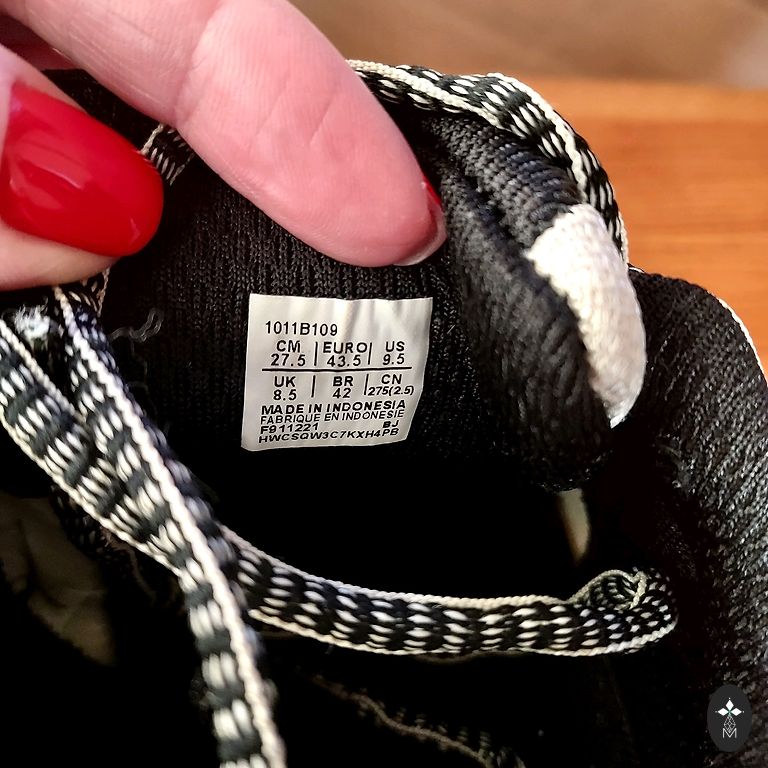 1011B109
CM | EURO | US
27.5 | 43.5 | 9.5
UK | BR | CN
8.5 | 42 | 275(2.5)
MADE IN INDONESIA
FABRIQUE EN INDONESIE
F911221 BJ
HWCSQW3C7KXH4PB
M